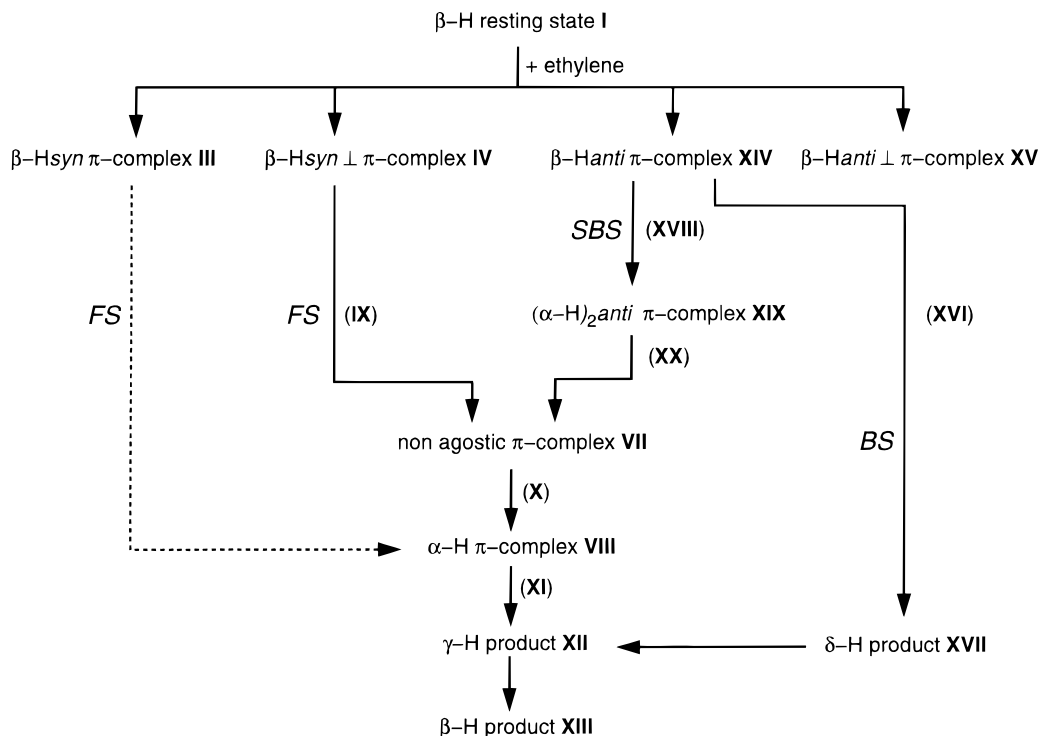 β–H resting state I
+ ethylene
β–Hsyn π–complex III
β–Hsyn ⊥ π–complex IV
β–Hanti π–complex XIV
β–Hanti ⊥ π–complex XV
SBS
(XVIII)
FS
FS
(IX)
(α–H)₂anti π–complex XIX
(XVI)
(XX)
non agostic π–complex VII
BS
(X)
α–H π–complex VIII
(XI)
γ–H product XII
δ–H product XVII
β–H product XIII